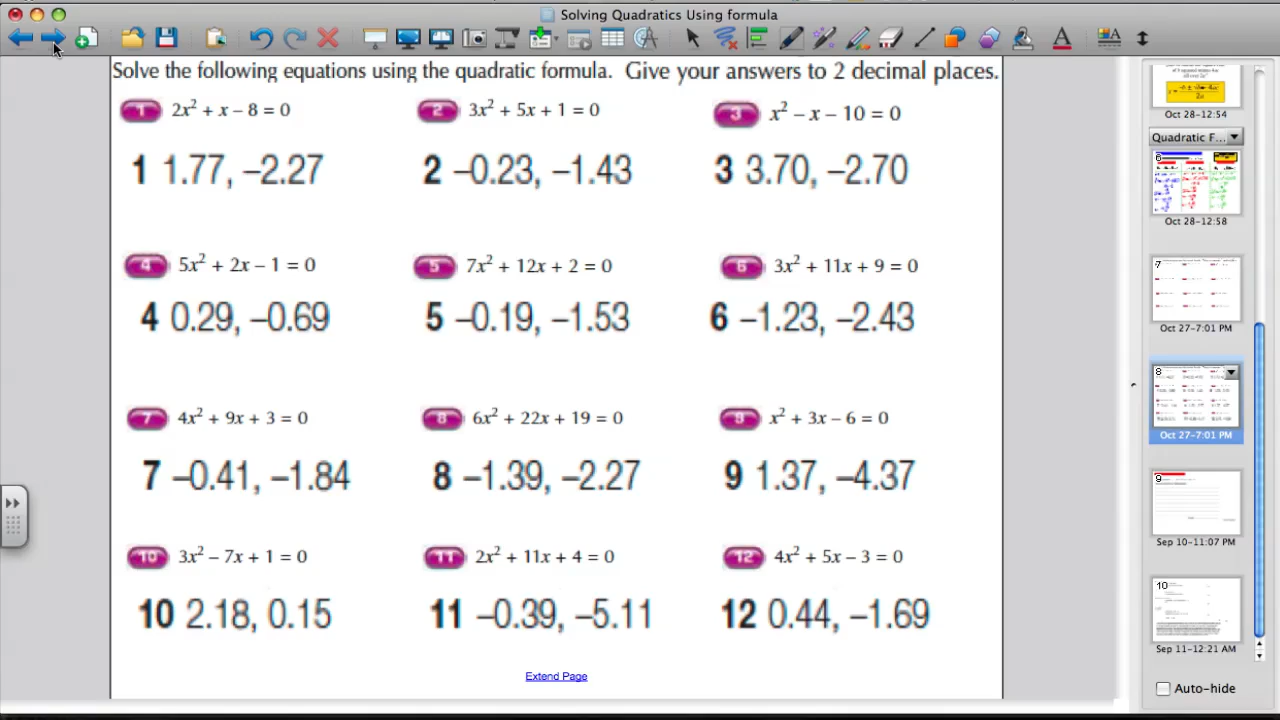 Solving Quadratics Using formula
Solve the following equations using the quadratic formula. Give your answers to 2 decimal places.
1 2x² + x – 8 = 0
2 3x² + 5x + 1 = 0
3 x² – x – 10 = 0
1 1.77, –2.27
2 –0.23, –1.43
3 3.70, –2.70
4 5x² + 2x – 1 = 0
5 7x² + 12x + 2 = 0
6 3x² + 11x + 9 = 0
4 0.29, –0.69
5 –0.19, –1.53
6 –1.23, –2.43
7 4x² + 9x + 3 = 0
8 6x² + 22x + 19 = 0
9 x² + 3x – 6 = 0
7 –0.41, –1.84
8 –1.39, –2.27
9 1.37, –4.37
10 3x² – 7x + 1 = 0
11 2x² + 11x + 4 = 0
12 4x² + 5x – 3 = 0
10 2.18, 0.15
11 –0.39, –5.11
12 0.44, –1.69
Extend Page
Oct 28-12:54
Quadratic F...
6
Oct 28-12:58
7
Oct 27-7:01 PM
8
Oct 27-7:01 PM
9
Sep 10-11:07 PM
10
Sep 11-12:21 AM
Auto-hide